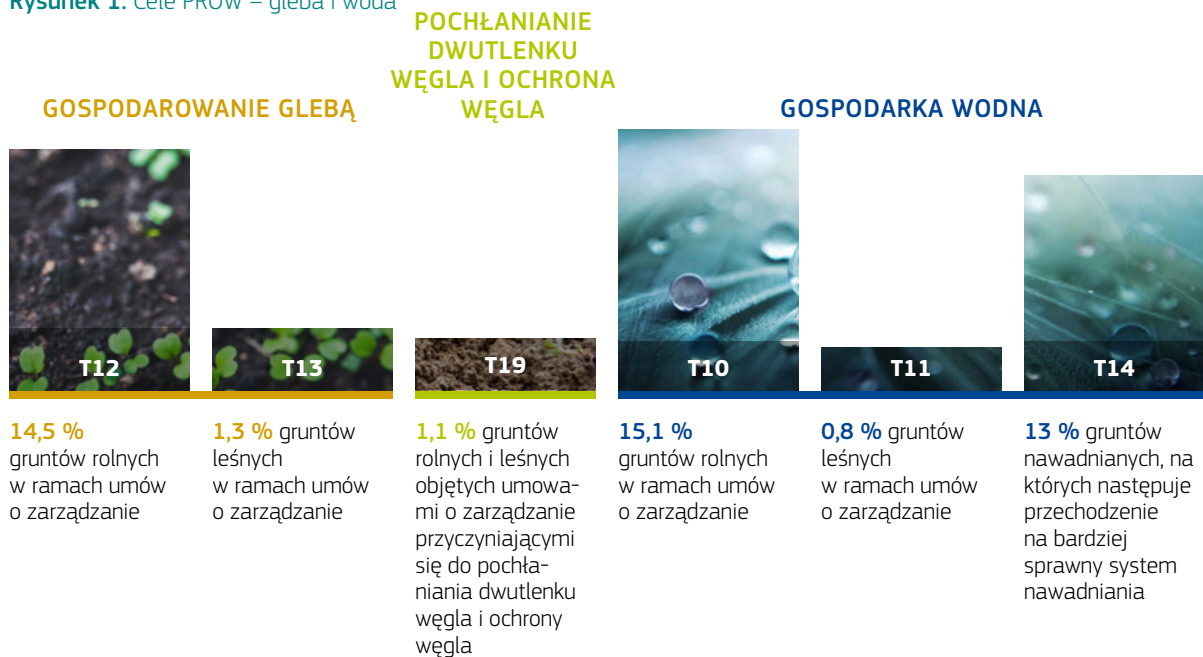 Rysunek 1. Cele PROW – gleba i woda
POCHŁANIANIE
DWUTLENKU
WĘGLA I OCHRONA
WĘGLA
GOSPODAROWANIE GLEBĄ
GOSPODARKA WODNA
T12
T13
T19
T10
T11
T14
14,5 %
gruntów rolnych
w ramach umów
o zarządzanie
1,3 % gruntów
leśnych
w ramach umów
o zarządzanie
1,1 % gruntów
rolnych i leśnych
objętych umowa-
mi o zarządzanie
przyczyniającymi
się do pochła-
niania dwutlenku
węgla i ochrony
węgla
15,1 %
gruntów rolnych
w ramach umów
o zarządzanie
0,8 % gruntów
leśnych
w ramach umów
o zarządzanie
13 % gruntów
nawadnianych, na
których następuje
przechodzenie
na bardziej
sprawny system
nawadniania